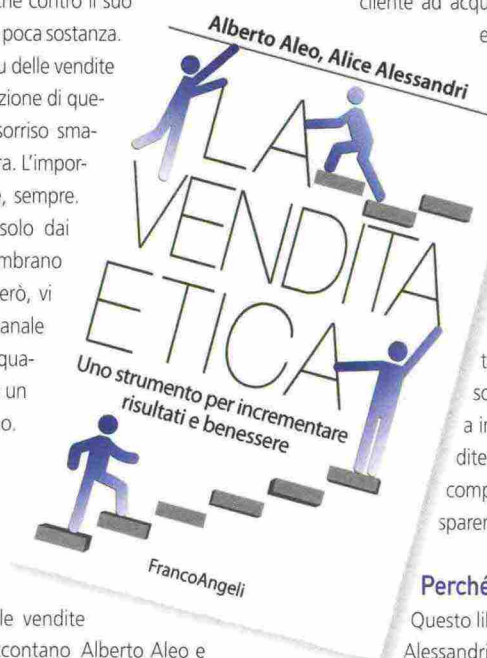 che contro il suo
poca sostanza.
delle vendite
zione di que-
sorriso sma-
ra. L'impor-
e, sempre.
solo dai
mbrano
erò, vi
anale
qua-
un
o.
le vendite
contano Alberto Aleo e
Alberto Aleo, Alice Alessandri
LA
VENDITA
ETICA
Uno strumento per incrementare
risultati e benessere
FrancoAngeli
cliente ad acqu
e
t
so
a in
dite
comp
sparen
Perché
Questo lib
Alessandri